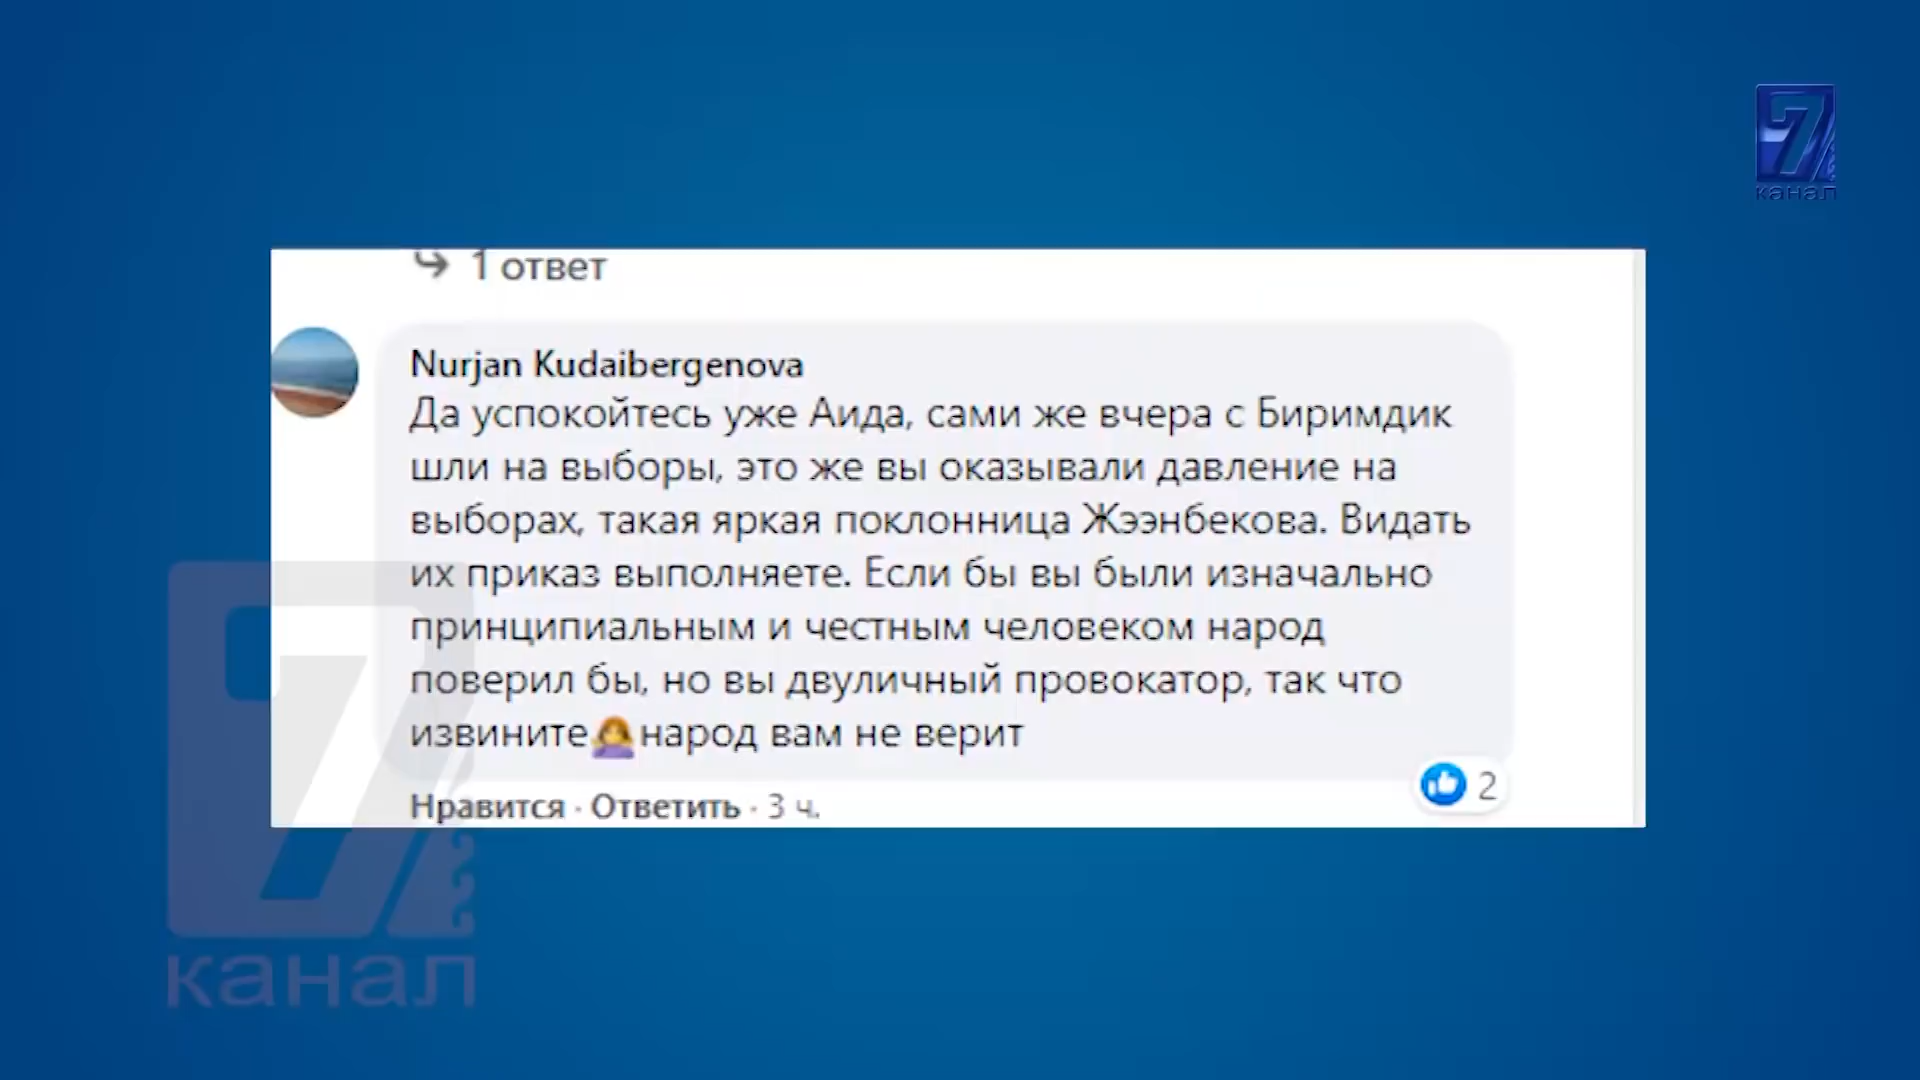 канал
1 ответ
Nurjan Kudaibergenova
Да успокойтесь уже Аида, сами же вчера с Биримдик
шли на выборы, это же вы оказывали давление на
выборах, такая яркая поклонница Жээнбекова. Видать
их приказ выполняете. Если бы вы были изначально
принципиальным и честным человеком народ
поверил бы, но вы двуличный провокатор, так что
извините🙇‍♀️народ вам не верит
2
Нравится · Ответить · 3 ч.
7
канал